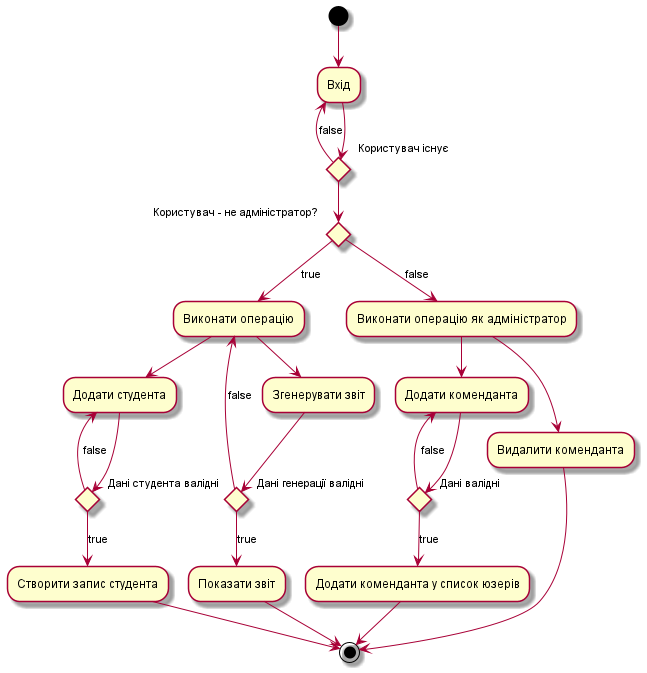 Вхід
false
Користувач існує
Користувач - не адміністратор?
true
false
Виконати операцію
Виконати операцію як адміністратор
Додати студента
false
Згенерувати звіт
Додати коменданта
false
false
Видалити коменданта
Дані студента валідні
Дані генерації валідні
Дані валідні
true
true
true
Створити запис студента
Показати звіт
Додати коменданта у список юзерів